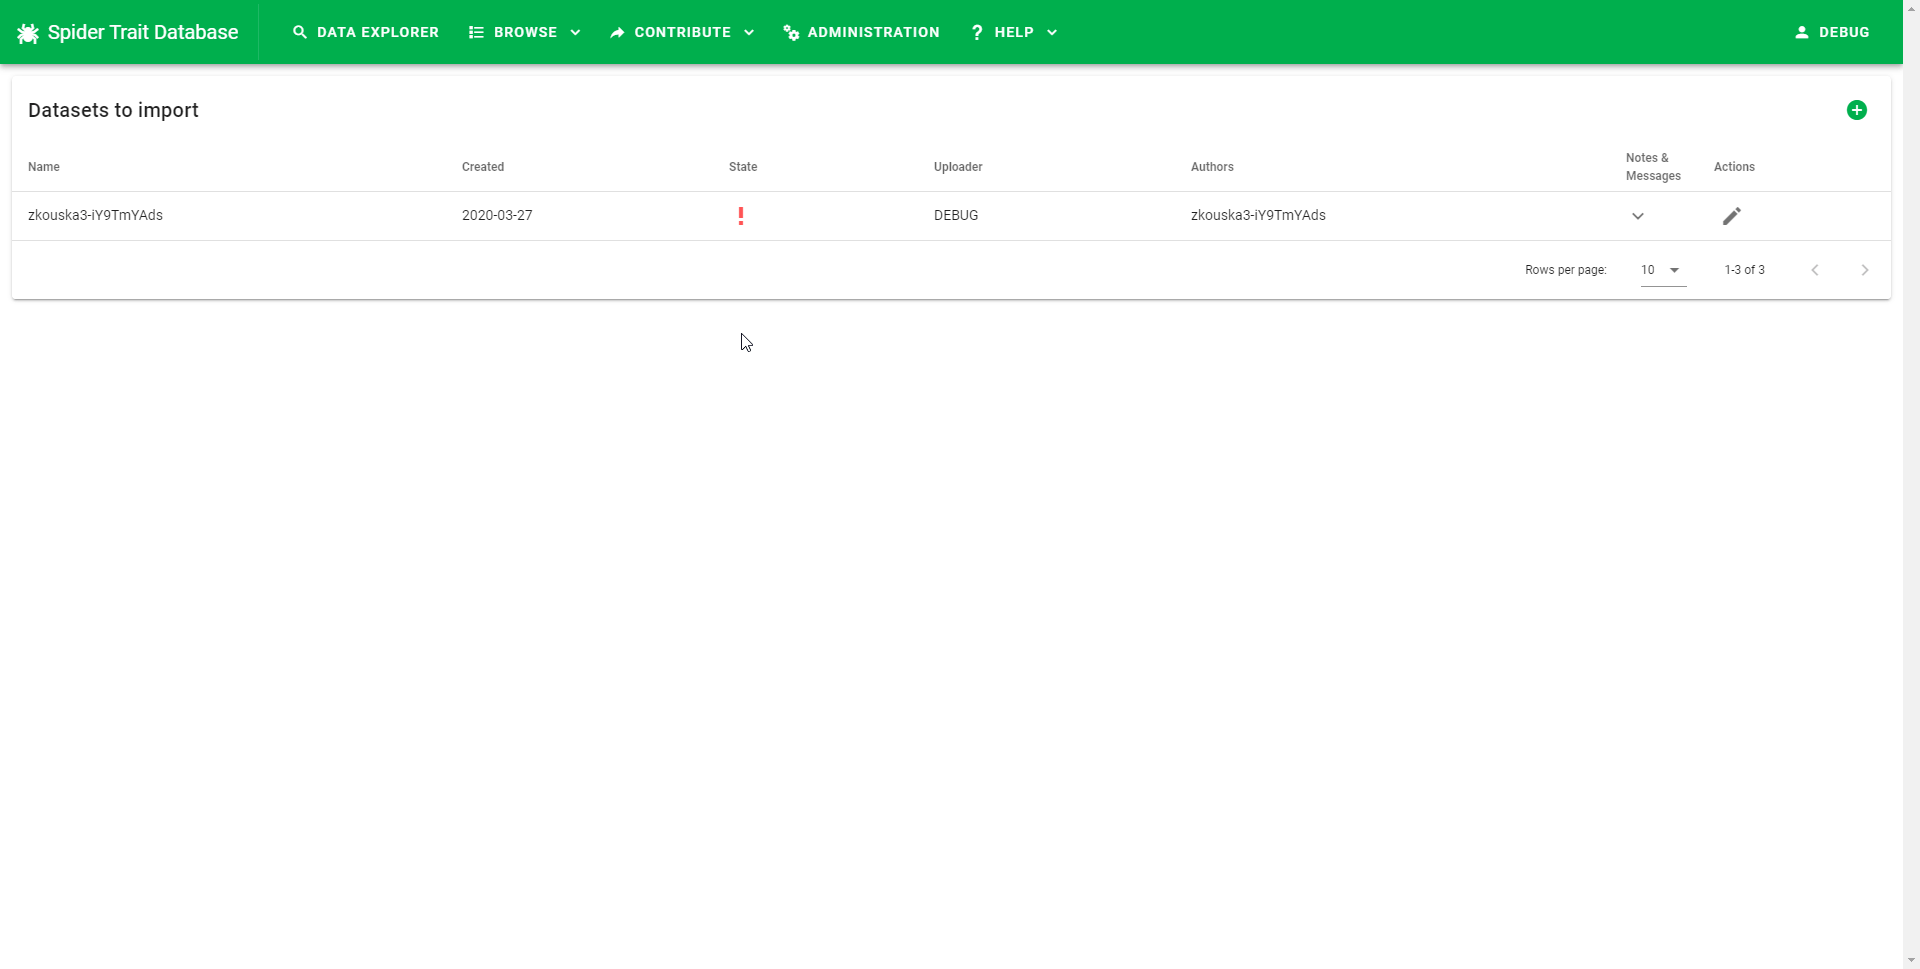 Spider Trait Database
DATA EXPLORER
BROWSE
CONTRIBUTE
ADMINISTRATION
HELP
DEBUG
Datasets to import
Name
Created
State
Uploader
Authors
Notes &
Messages
Actions
zkouska3-iY9TmYAds
2020-03-27
DEBUG
zkouska3-iY9TmYAds
Rows per page:
10
1-3 of 3